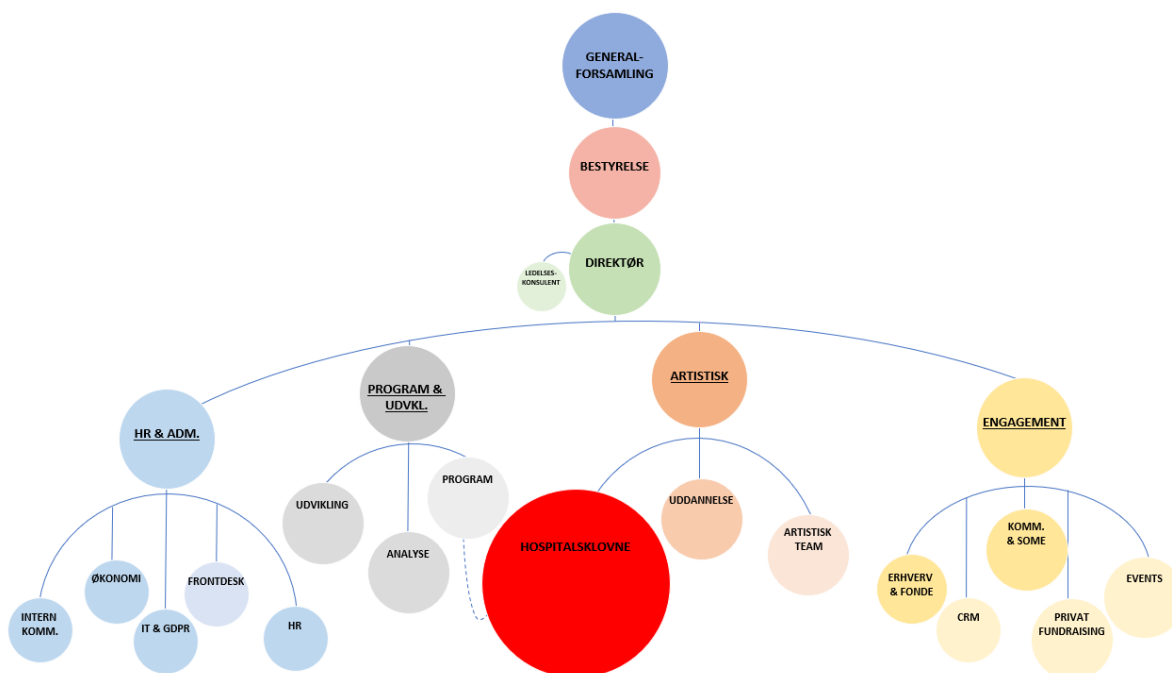 GENERAL-
FORSAMLING
BESTYRELSE
DIREKTØR
LEDELSES-
KONSULENT
HR & ADM.
PROGRAM &
UDVKL.
ARTISTISK
ENGAGEMENT
INTERN
KOMM.
ØKONOMI
IT & GDPR
FRONTDESK
HR
UDVIKLING
ANALYSE
PROGRAM
HOSPITALSKLOVNE
UDDANNELSE
ARTISTISK
TEAM
ERHVERV
& FONDE
CRM
KOMM.
& SOME
PRIVAT
FUNDRAISING
EVENTS